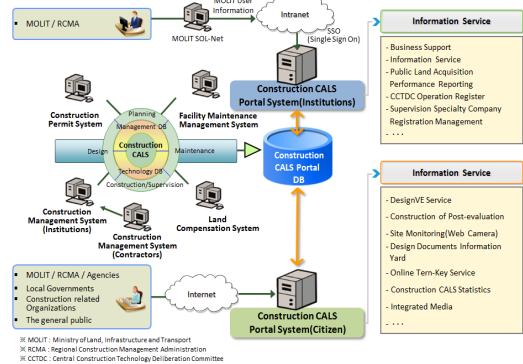 MOLIT User
Information
Intranet
MOLIT / RCMA
MOLIT SOL-Net
SSO
(Single Sign On)
Information Service
- Business Support
- Information Service
- Public Land Acquisition
Performance Reporting
- CCTDC Operation Register
- Supervision Specialty Company
Registration Management
- . . . .
Construction CALS
Portal System(Institutions)
Construction
Permit System
Facility Maintenance
Management System
Planning
Management DB
Design
Construction
CALS
Maintenance
Technology DB
Construction/Supervision
Construction
CALS Portal
DB
Construction
Management System
(Institutions)
Construction
Management System
(Contractors)
Land
Compensation System
Information Service
- DesignVE Service
- Construction of Post-evaluation
- Site Monitoring(Web Camera)
- Design Documents Information
Yard
- Online Tern-Key Service
- Construction CALS Statistics
- Integrated Media
- . . . .
▪ MOLIT / RCMA / Agencies
▪ Local Governments
▪ Construction related
Organizations
▪ The general public
Internet
Construction CALS
Portal System(Citizen)
※ MOLIT : Ministry of Land, Infrastructure and Transport
※ RCMA : Regional Construction Management Administration
※ CCTDC : Central Construction Technology Deliberation Committee